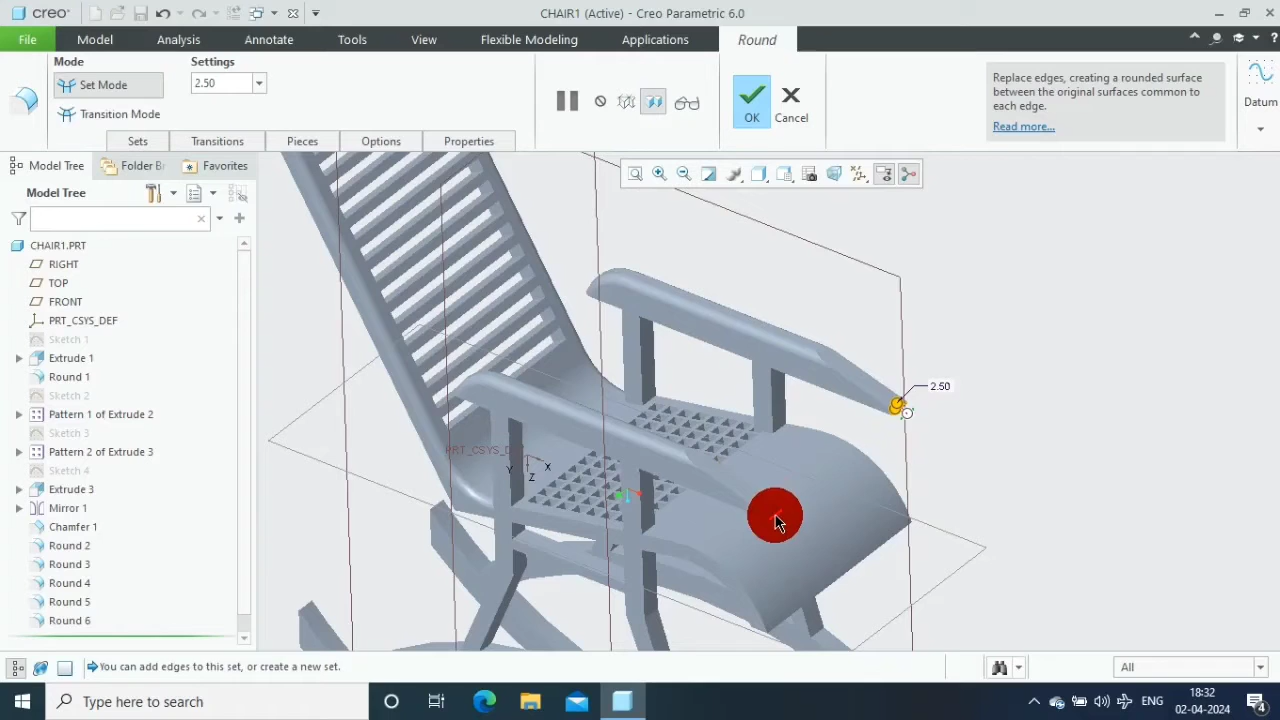 creo
CHAIR1 (Active) - Creo Parametric 6.0
File
Model
Analysis
Annotate
Tools
View
Flexible Modeling
Applications
Round
Mode
Settings
Set Mode
2.50
Transition Mode
OK
Cancel
Replace edges, creating a rounded surface
between the original surfaces common to
each edge.
Read more...
Datum
Sets
Transitions
Pieces
Options
Properties
Model Tree
Folder Br
Favorites
Model Tree
CHAIR1.PRT
RIGHT
TOP
FRONT
PRT_CSYS_DEF
Sketch 1
Extrude 1
Round 1
Sketch 2
Pattern 1 of Extrude 2
Sketch 3
Pattern 2 of Extrude 3
Sketch 4
Extrude 3
Mirror 1
Chamfer 1
Round 2
Round 3
Round 4
Round 5
Round 6
2.50
PRT_CSYS_D
Y
X
Z
You can add edges to this set, or create a new set.
All
Type here to search
ENG
18:32
02-04-2024
4